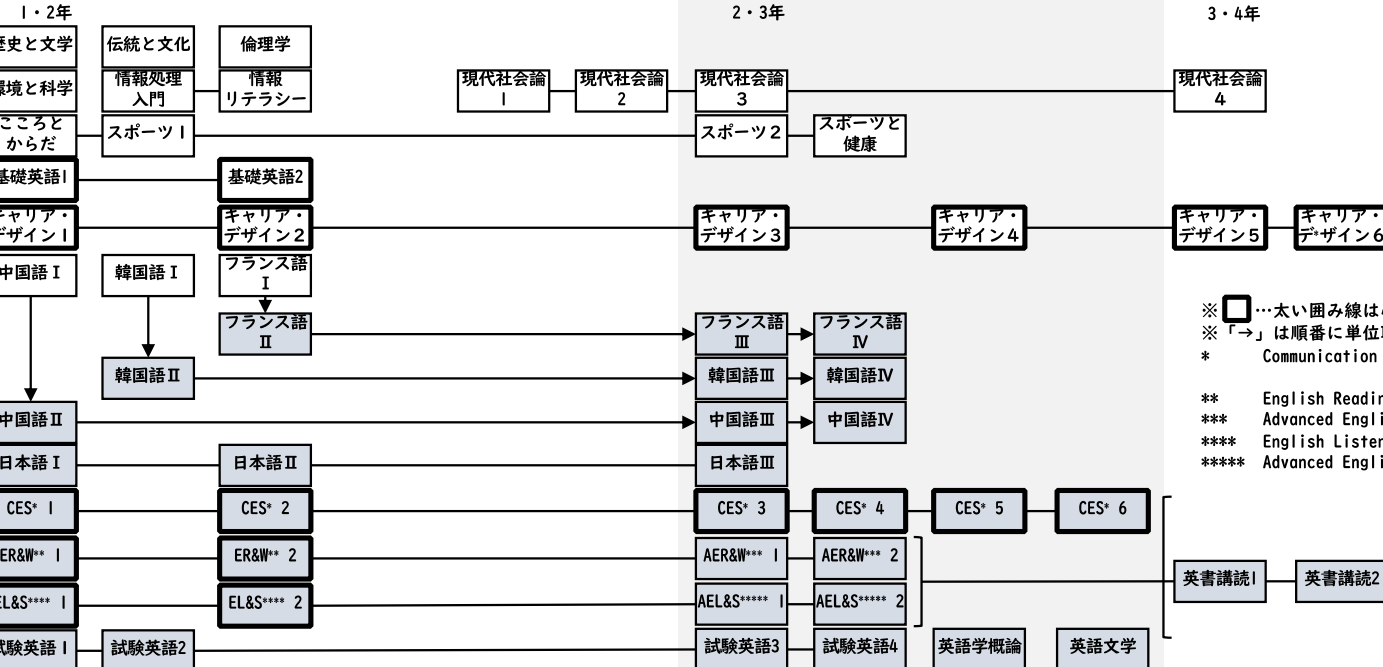 1・2年
2・3年
3・4年
歴史と文学
伝統と文化
倫理学
環境と科学
情報処理
入門
情報
リテラシー
現代社会論
1
現代社会論
2
現代社会論
3
現代社会論
4
こころと
からだ
スポーツ1
スポーツ2
スポーツと
健康
基礎英語1
基礎英語2
キャリア・
デザイン1
キャリア・
デザイン2
キャリア・
デザイン3
キャリア・
デザイン4
キャリア・
デザイン5
キャリア・
デ*ザイン6
中国語Ⅰ
韓国語Ⅰ
フランス語
Ⅰ
フランス語
Ⅱ
フランス語
Ⅲ
フランス語
Ⅳ
韓国語Ⅱ
韓国語Ⅲ
韓国語Ⅳ
中国語Ⅱ
中国語Ⅲ
中国語Ⅳ
日本語Ⅰ
日本語Ⅱ
日本語Ⅲ
CES* 1
CES* 2
CES* 3
CES* 4
CES* 5
CES* 6
ER&W** 1
ER&W** 2
AER&W*** 1
AER&W*** 2
EL&S**** 1
EL&S**** 2
AEL&S***** 1
AEL&S***** 2
英書講読1
英書講読2
試験英語1
試験英語2
試験英語3
試験英語4
英語学概論
英語文学
※ …太い囲み線は
※「→」は順番に単位
* Communication
** English Readin
*** Advanced Engli
**** English Listen
***** Advanced Engli